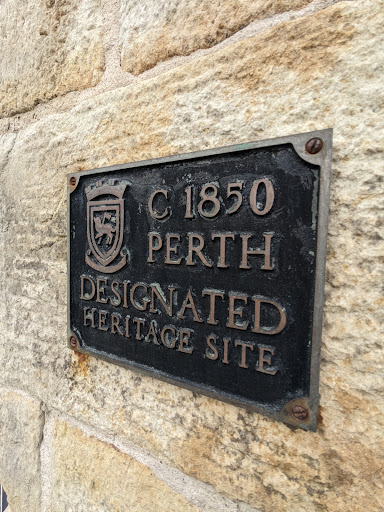 C 1850
PERTH
DESIGNATED
HERITAGE SITE